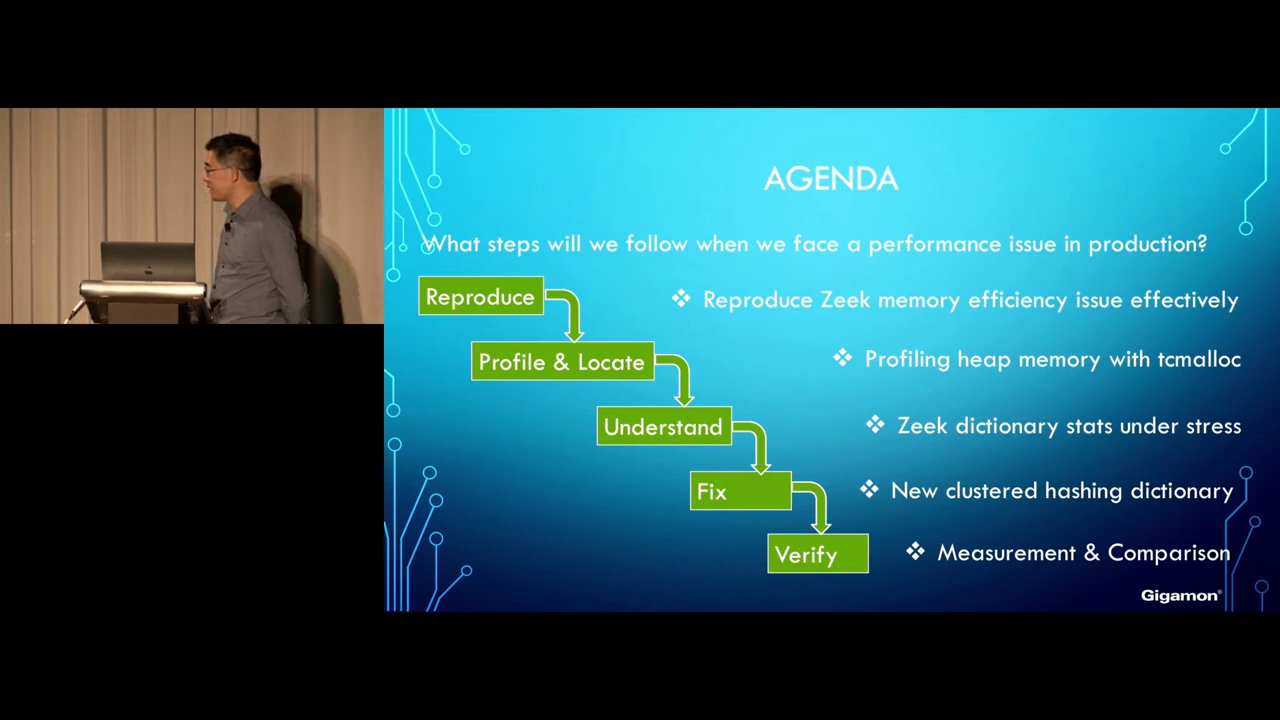 AGENDA
What steps will we follow when we face a performance issue in production?
Reproduce
❖ Reproduce Zeek memory efficiency issue effectively
Profile & Locate
❖ Profiling heap memory with tcmalloc
Understand
❖ Zeek dictionary stats under stress
Fix
❖ New clustered hashing dictionary
Verify
❖ Measurement & Comparison
Gigamon®